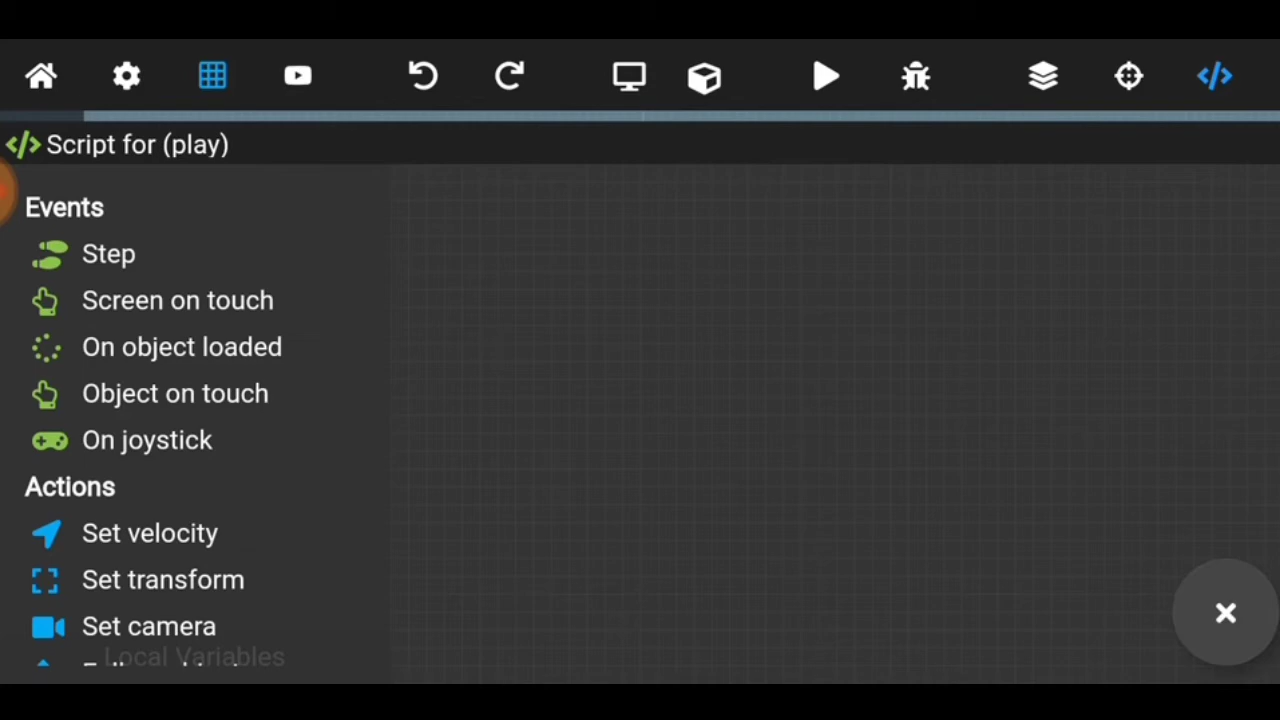 Script for (play)
Events
Step
Screen on touch
On object loaded
Object on touch
On joystick
Actions
Set velocity
Set transform
Set camera
Local Variables